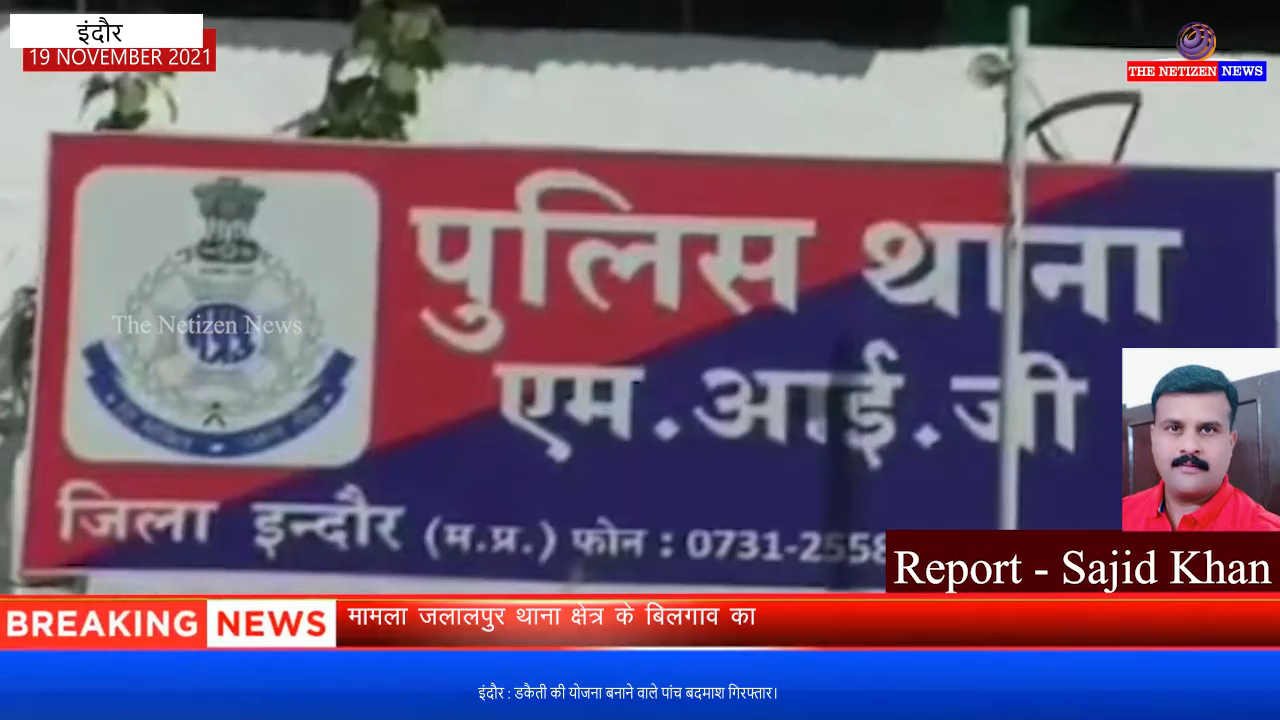 इंदौर
19 NOVEMBER 2021
THE NETIZEN NEWS
पुलिस थाना
The Netizen News
एम.आई.जी
जिला इन्दौर (म.प्र.) फोन : 0731-2558
Report - Sajid Khan
BREAKING NEWS
मामला जलालपुर थाना क्षेत्र के बिलगाव का
इंदौर : डकैती की योजना बनाने वाले पांच बदमाश गिरफ्तार।